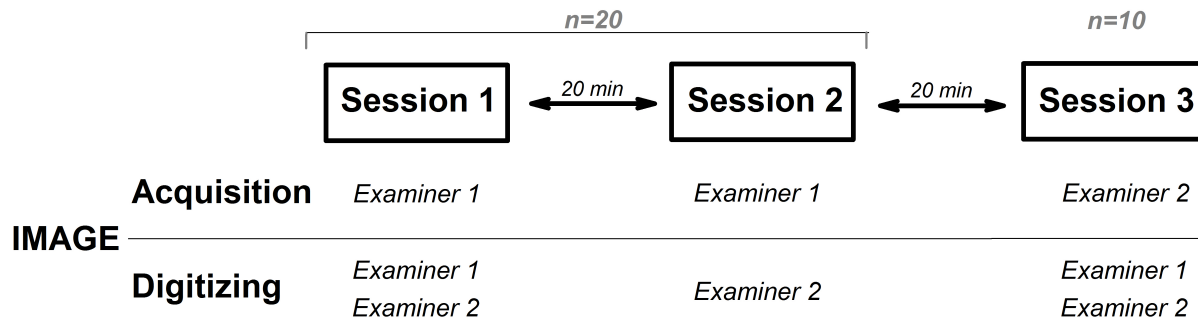 n=20 n=10
Session 1 20 min Session 2 20 min Session 3
Acquisition Examiner 1 Examiner 1 Examiner 2
IMAGE
Examiner 1 Examiner 1
Digitizing Examiner 2
Examiner 2 Examiner 2